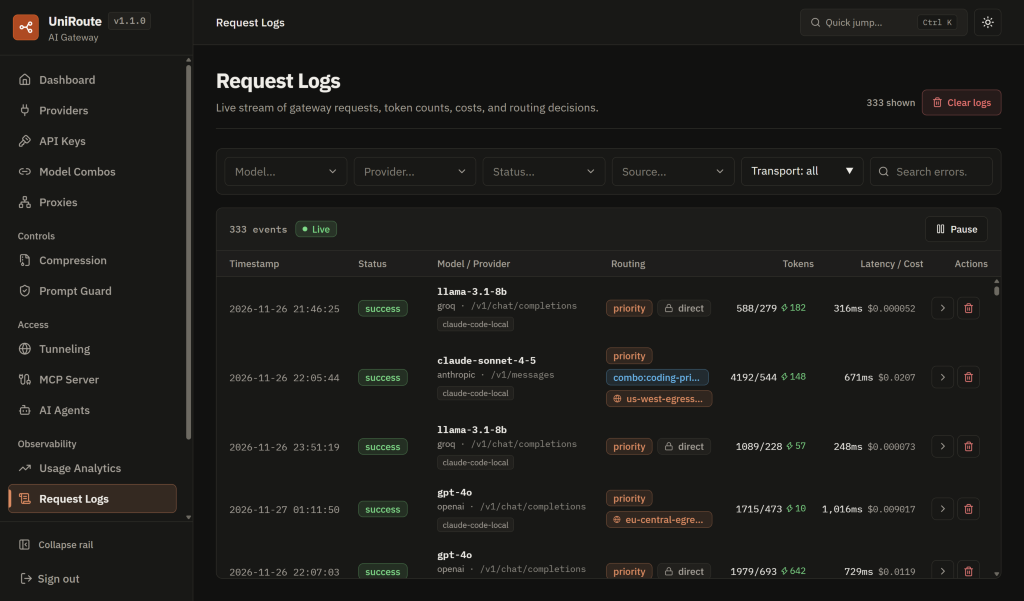 UniRoute v1.1.0
AI Gateway
Dashboard
Providers
API Keys
Model Combos
Proxies
Controls
Compression
Prompt Guard
Access
Tunneling
MCP Server
AI Agents
Observability
Usage Analytics
Request Logs
Collapse rail
Sign out
Request Logs
Quick jump... Ctrl K
Request Logs
Live stream of gateway requests, token counts, costs, and routing decisions.
333 shown Clear logs
Model... Provider... Status... Source... Transport: all Search errors.
333 events Live Pause
Timestamp Status Model / Provider Routing Tokens Latency / Cost Actions
llama-3.1-8b
2026-11-26 21:46:25 success groq · /v1/chat/completions priority direct 588/279 182 316ms $0.000052
claude-code-local
priority
claude-sonnet-4-5
2026-11-26 22:05:44 success anthropic · /v1/messages combo:coding-pri... 4192/544 148 671ms $0.0207
claude-code-local
us-west-egress...
llama-3.1-8b
2026-11-26 23:51:19 success groq · /v1/chat/completions priority direct 1089/228 57 248ms $0.000073
claude-code-local
gpt-4o
priority
2026-11-27 01:11:50 success openai · /v1/chat/completions 1715/473 10 1,016ms $0.009017
claude-code-local
eu-central-egre...
gpt-4o
openai · /v1/chat/completions
2026-11-26 22:07:03 success priority direct 1979/693 642 729ms $0.0119